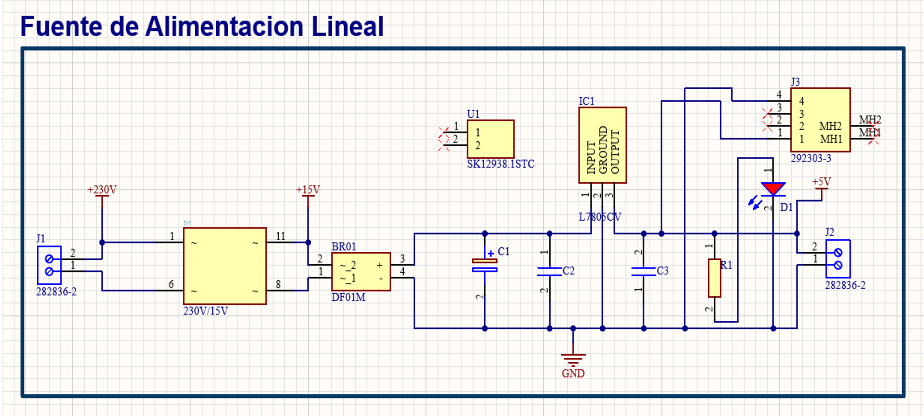 Fuente de Alimentacion Lineal
J3
4 4
3 3
2 2 MH2 MH2
1 1 MH1 MH1
292303-3
U1
1 1
2 2
SK12938.1STC
IC1
INPUT
GROUND
OUTPUT
1 2 3
L7805CV
+230V
+15V
+5V
1
D1
2
J1
2
1
282836-2
Tr1
1 ~ ~ 11
6 ~ ~ 8
230V/15V
BR01
2 ~_2 + 3
1 ~_1 - 4
DF01M
+ C1
2
1
C2
2
2
C3
1
1
R1
2
J2
2
1
282836-2
GND